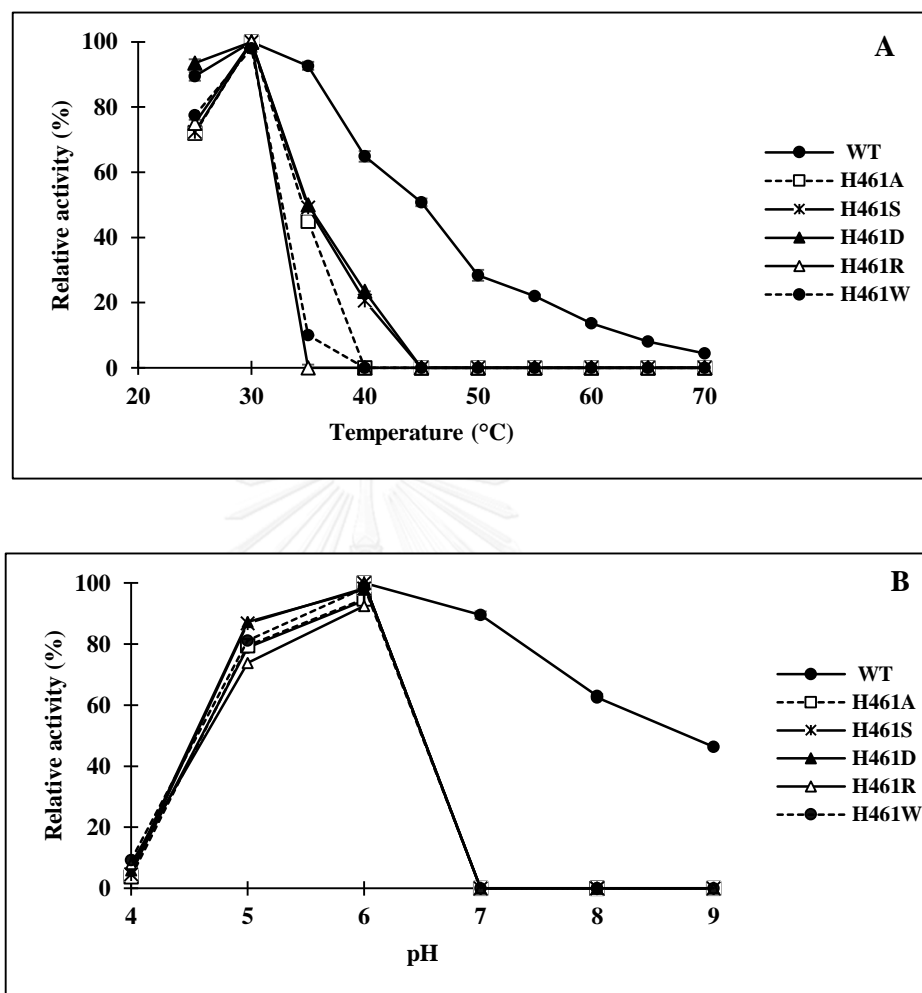 A
100
80
60
40
20
0
Relative activity (%)
20 30 40 50 60 70
Temperature (°C)
WT
H461A
H461S
H461D
H461R
H461W
B
100
80
60
40
20
0
Relative activity (%)
4 5 6 7 8 9
pH
WT
H461A
H461S
H461D
H461R
H461W